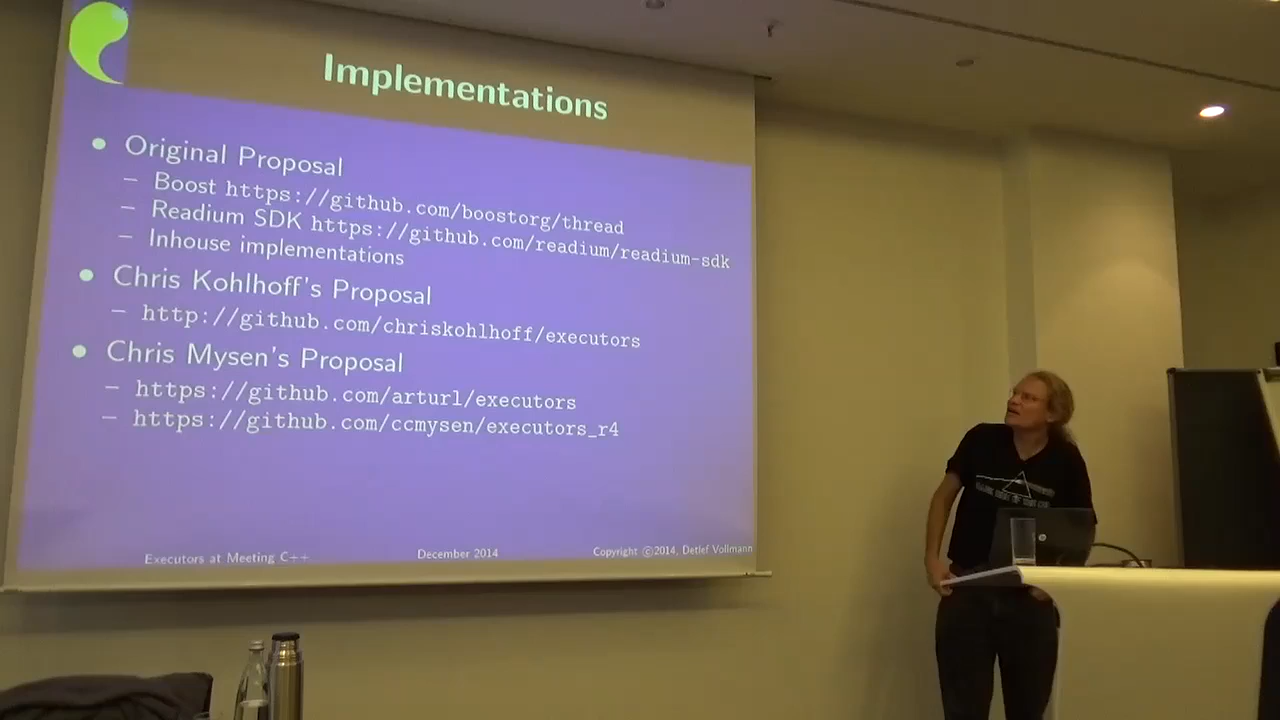 Implementations
• Original Proposal
– Boost https://github.com/boostorg/thread
– Readium SDK https://github.com/readium/readium-sdk
– Inhouse implementations
• Chris Kohlhoff's Proposal
– http://github.com/chriskohlhoff/executors
• Chris Mysen's Proposal
– https://github.com/arturl/executors
– https://github.com/ccmysen/executors_r4
Executors at Meeting C++ December 2014 Copyright ©2014, Detlef Vollmann